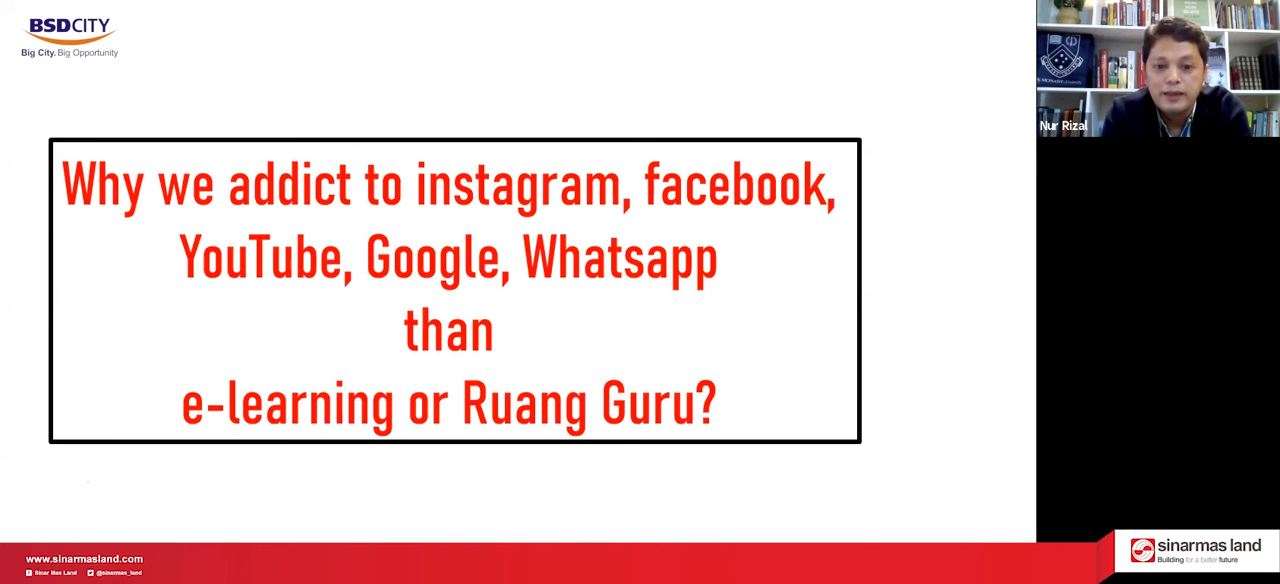 BSDCITY
Big City. Big Opportunity
Why we addict to instagram, facebook,
YouTube, Google, Whatsapp
than
e-learning or Ruang Guru?
Nur Rizal
www.sinarmasland.com
Sinar Mas Land @sinarmas_land
sinarmas land
Building for a better future